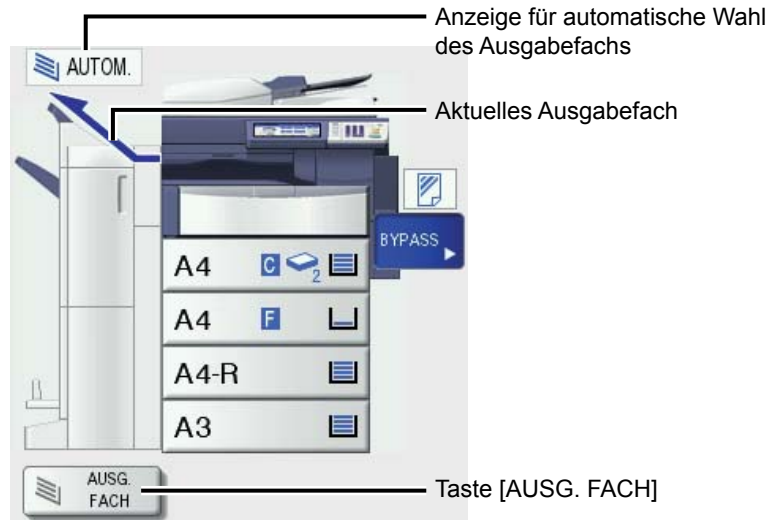 Anzeige für automatische Wahl
des Ausgabefachs
AUTOM.
Aktuelles Ausgabefach
BYPASS
A4 C 2
A4 F
A4-R
A3
AUSG.
FACH
Taste [AUSG. FACH]